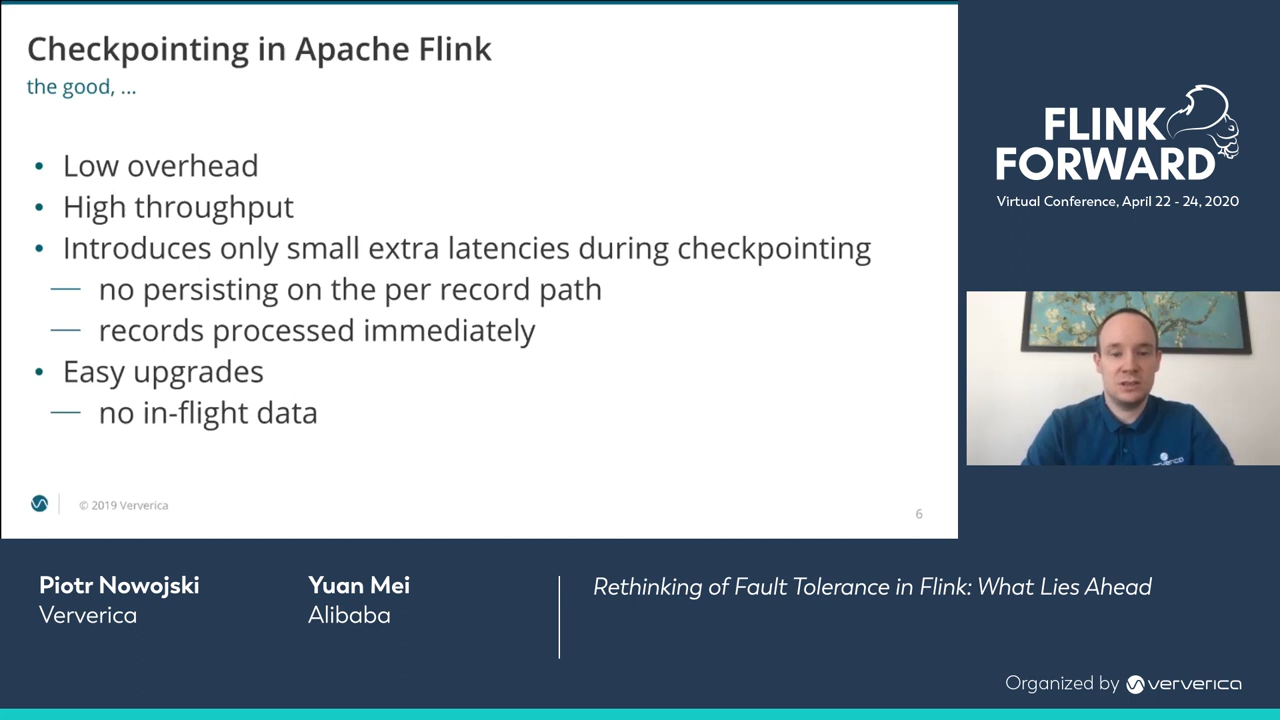 Checkpointing in Apache Flink
the good, ...
• Low overhead
• High throughput
• Introduces only small extra latencies during checkpointing
— no persisting on the per record path
— records processed immediately
• Easy upgrades
— no in-flight data
© 2019 Ververica
6
FLINK
FORWARD
Virtual Conference, April 22 - 24, 2020
ververica
Piotr Nowojski
Ververica
Yuan Mei
Alibaba
Rethinking of Fault Tolerance in Flink: What Lies Ahead
Organized by ververica